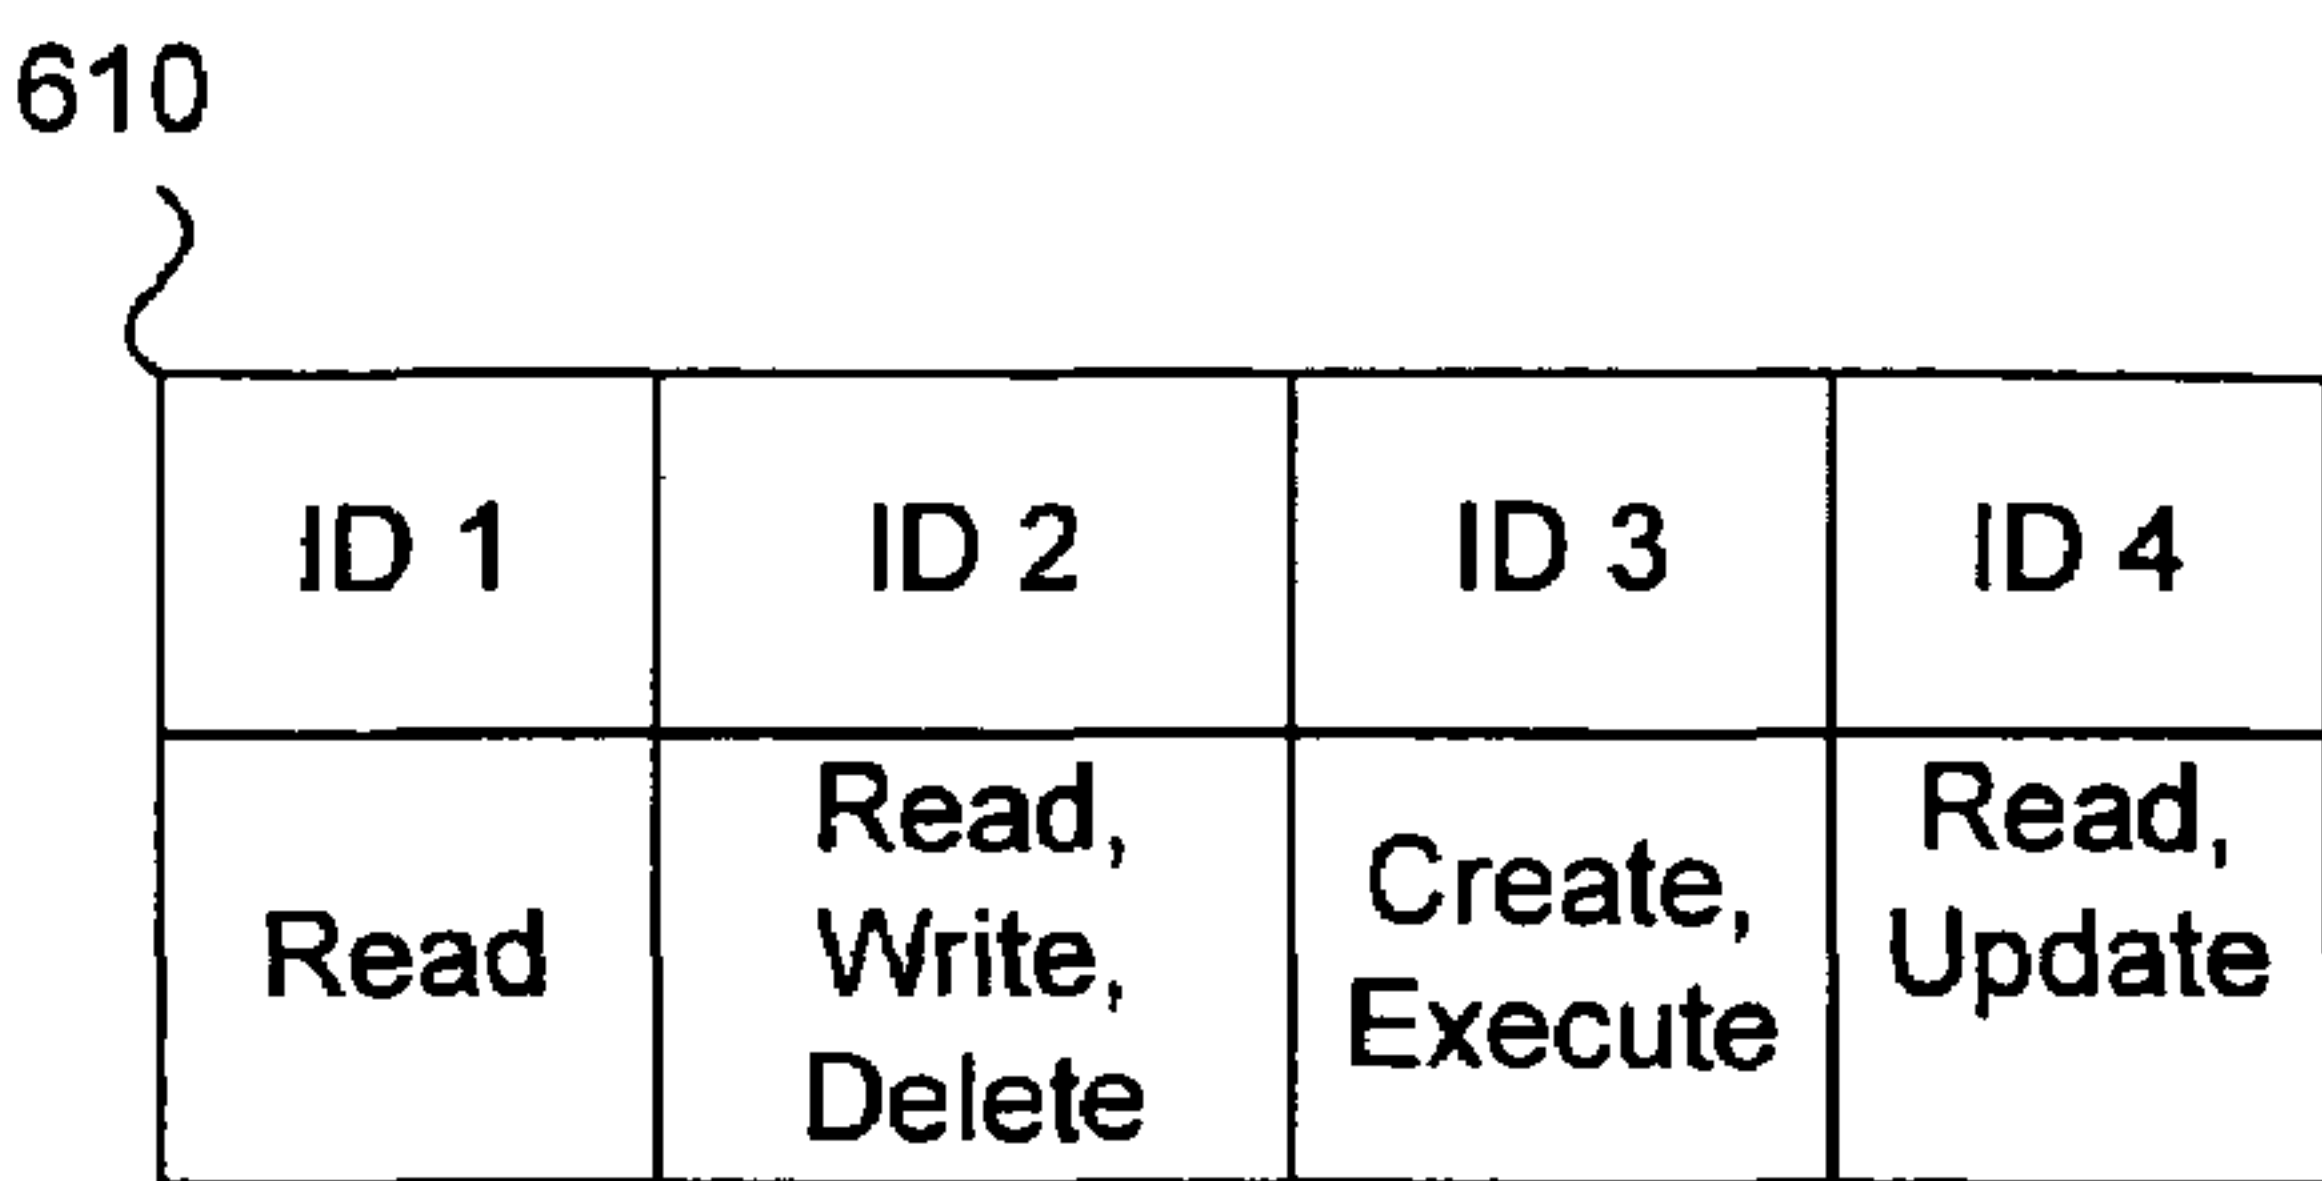 610
ID 1 ID 2 ID 3 ID 4
Read
Read,
Write,
Delete
Create,
Execute
Read,
Update